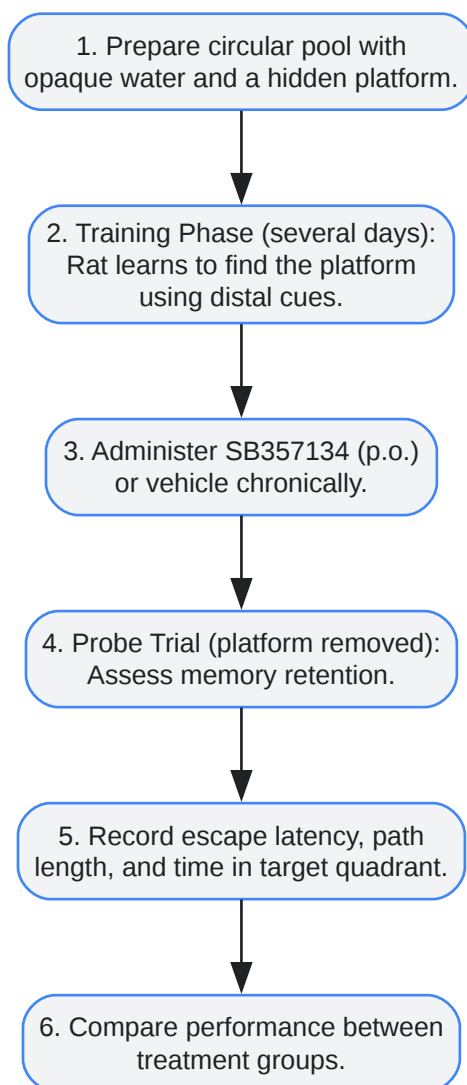 1. Prepare circular pool with
opaque water and a hidden platform.
2. Training Phase (several days):
Rat learns to find the platform
using distal cues.
3. Administer SB357134 (p.o.)
or vehicle chronically.
4. Probe Trial (platform removed):
Assess memory retention.
5. Record escape latency, path
length, and time in target quadrant.
6. Compare performance between
treatment groups.